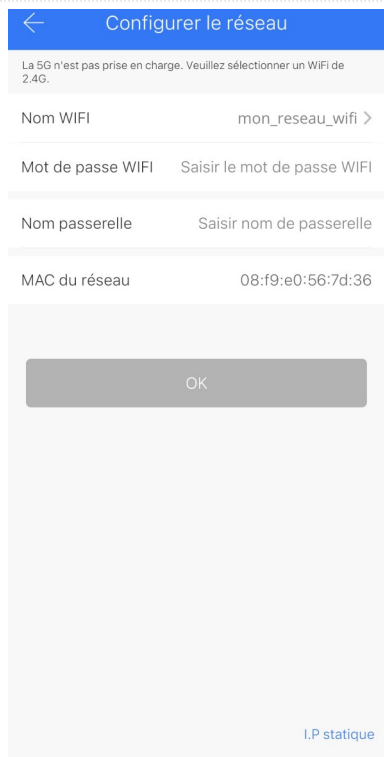 Configurer le réseau
La 5G n'est pas prise en charge. Veuillez sélectionner un WiFi de
2.4G.
Nom WIFI mon_reseau_wifi >
Mot de passe WIFI Saisir le mot de passe WIFI
Nom passerelle Saisir nom de passerelle
MAC du réseau 08:f9:e0:56:7d:36
OK
I.P statique